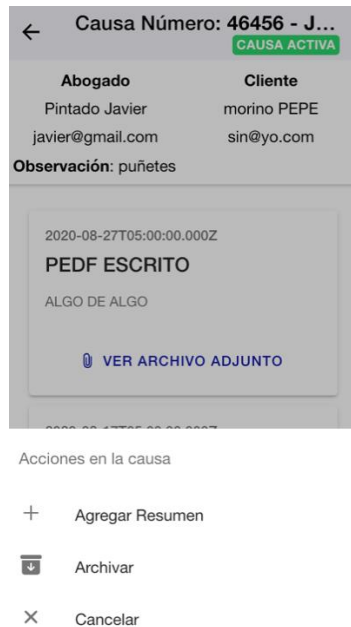 Causa Número: 46456 - J...
CAUSA ACTIVA
Abogado
Cliente
Pintado Javier
morino PEPE
javier@gmail.com
sin@yo.com
Observación: puñetes
2020-08-27T05:00:00.000Z
PEDF ESCRITO
ALGO DE ALGO
VER ARCHIVO ADJUNTO
Acciones en la causa
Agregar Resumen
Archivar
Cancelar